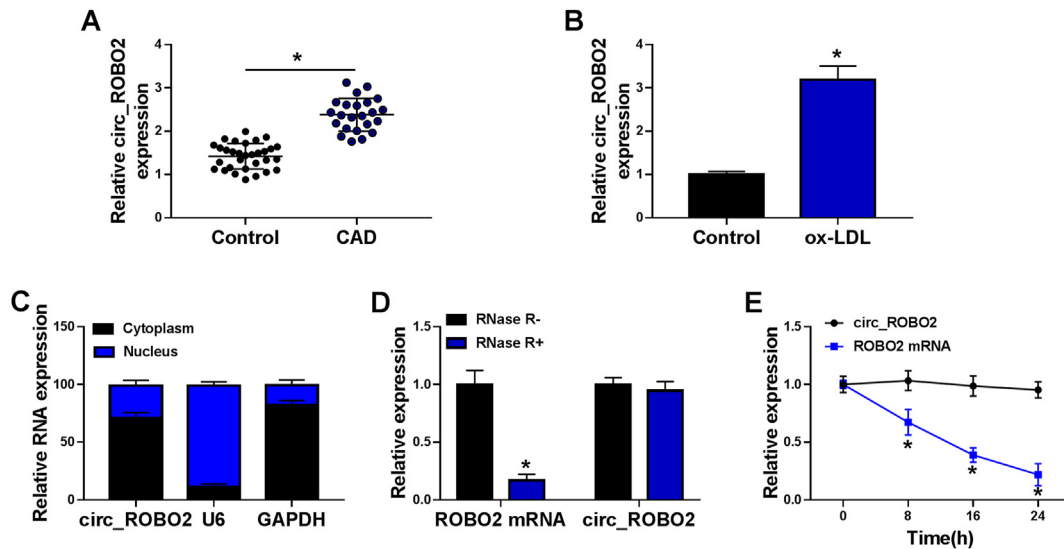 A
Relative circ_ROBO2
expression
4
3
2
1
0
*
Control
CAD
B
Relative circ_ROBO2
expression
4
3
2
1
0
*
Control
ox-LDL
C
Relative RNA expression
150
100
50
0
Cytoplasm
Nucleus
circ_ROBO2
U6
GAPDH
D
Relative expression
1.5
1.0
0.5
0.0
RNase R-
RNase R+
*
ROBO2 mRNA
circ_ROBO2
E
Relative expression
1.5
1.0
0.5
0.0
circ_ROBO2
ROBO2 mRNA
*
*
*
0
8
16
24
Time(h)